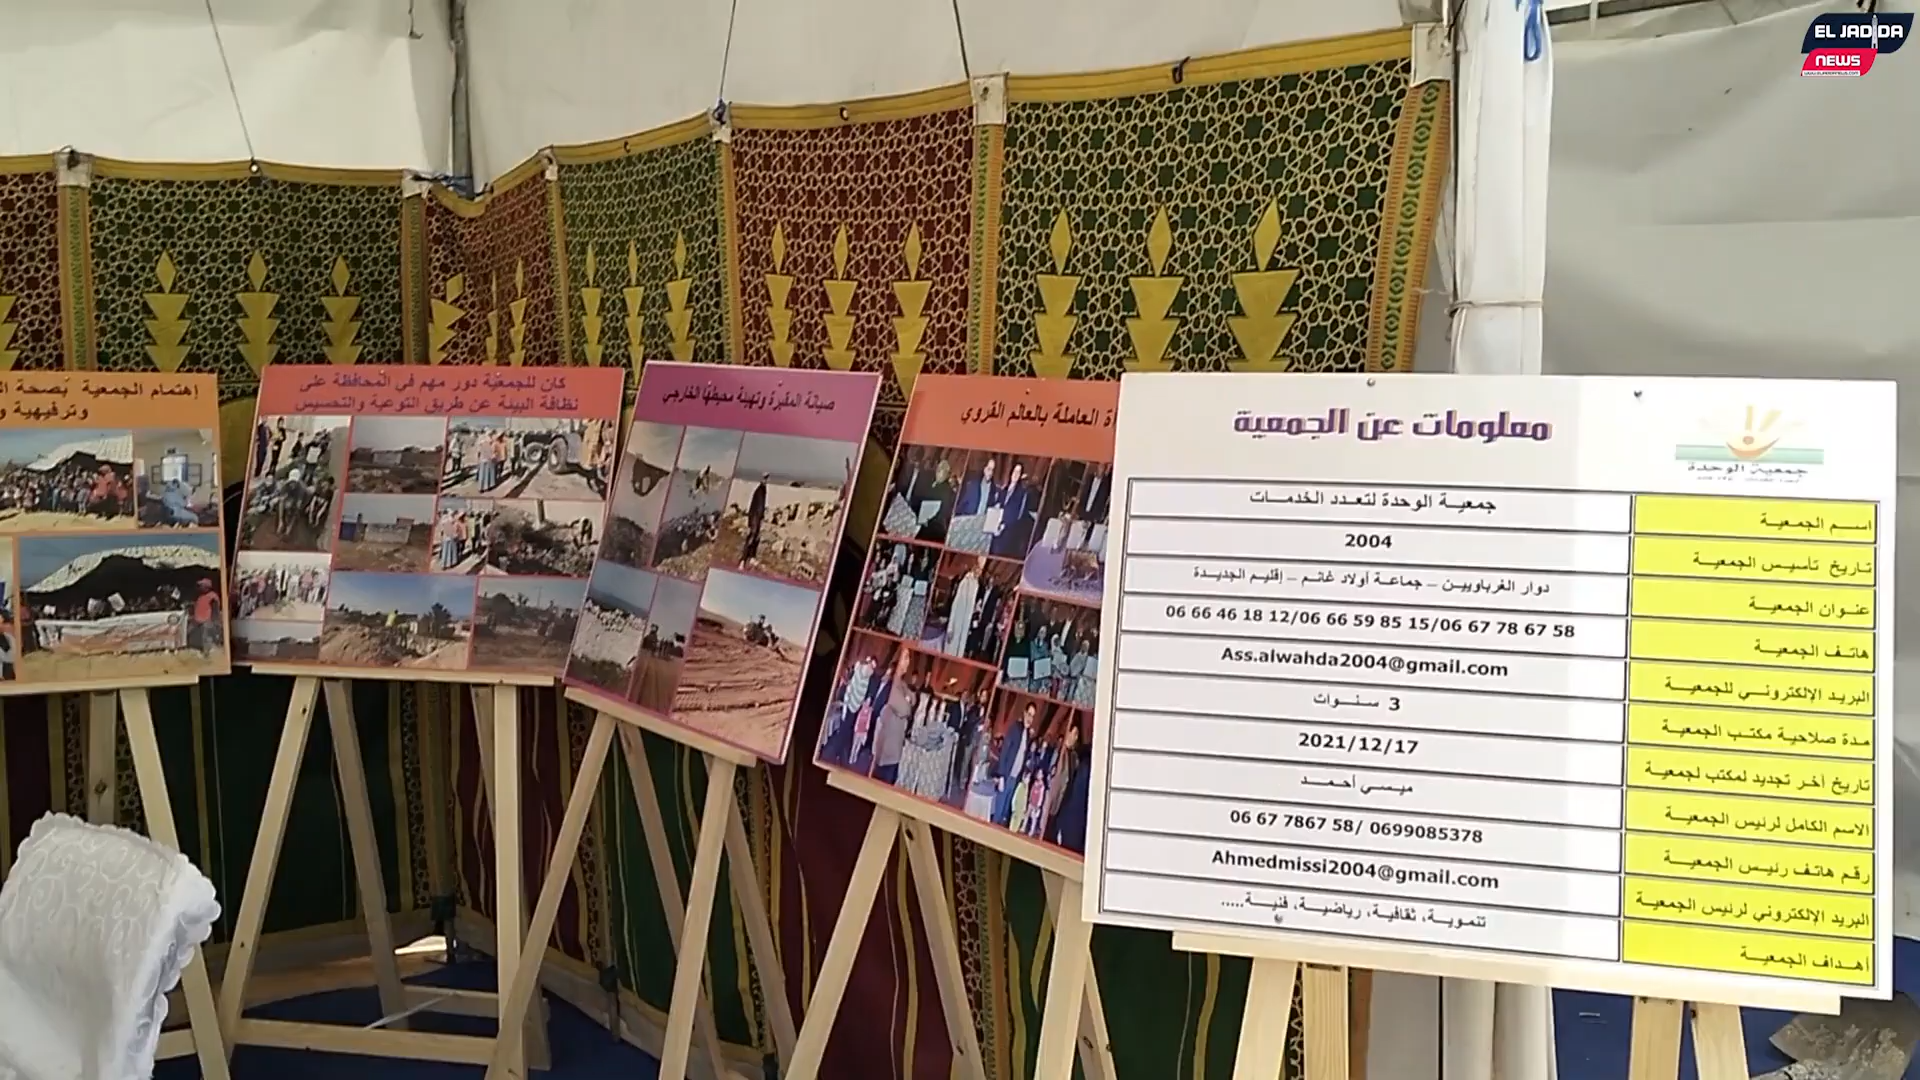 EL JADIDA
NEWS
إهتمام الجمعية بصحة
وترفيهية و
كان للجمعية دور مهم في المحافظة على
نظافة البيئة عن طريق التوعية والتحسيس
صيانة المقبرة وتهيئة محيطها الخارجي
العاملة بالعالم القروي
معلومات عن الجمعية
جمعية الوحدة
اسم الجمعية جمعية الوحدة لتعدد الخدمات
تاريخ تأسيس الجمعية 2004
عنوان الجمعية دوار الغرباويين – جماعة أولاد غانم – إقليم الجديدة
هاتف الجمعية 06 66 46 18 12/06 66 59 85 15/06 67 78 67 58
البريد الإلكتروني للجمعية Ass.alwahda2004@gmail.com
مدة صلاحية مكتب الجمعية 3 سنوات
تاريخ أخر تجديد لمكتب لجمعية 2021/12/17
الاسم الكامل لرئيس الجمعية ميسي أحمد
رقم هاتف رئيس الجمعية 06 67 7867 58/ 0699085378
البريد الإلكتروني لرئيس الجمعية Ahmedmissi2004@gmail.com
أهداف الجمعية تنموية، ثقافية، رياضية، فنية.....